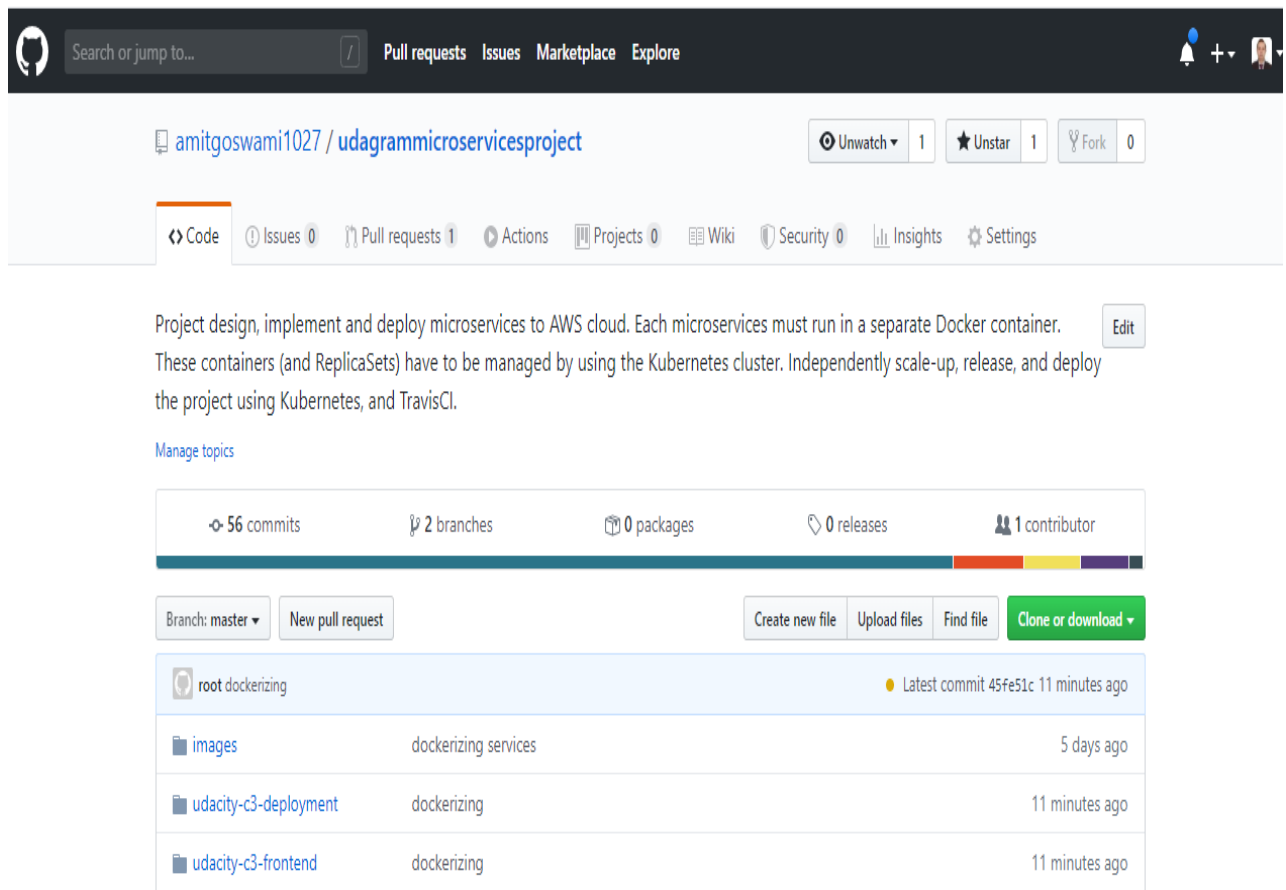 Search or jump to... /
Pull requests Issues Marketplace Explore
amitgoswami1027 / udagrammicroservicesproject
Unwatch 1 Unstar 1 Fork 0
Code Issues 0 Pull requests 1 Actions Projects 0 Wiki Security 0 Insights Settings
Project design, implement and deploy microservices to AWS cloud. Each microservices must run in a separate Docker container.
Edit
These containers (and ReplicaSets) have to be managed by using the Kubernetes cluster. Independently scale-up, release, and deploy
the project using Kubernetes, and TravisCI.
Manage topics
56 commits 2 branches 0 packages 0 releases 1 contributor
Branch: master New pull request Create new file Upload files Find file Clone or download
root dockerizing Latest commit 45fe51c 11 minutes ago
images dockerizing services 5 days ago
udacity-c3-deployment dockerizing 11 minutes ago
udacity-c3-frontend dockerizing 11 minutes ago